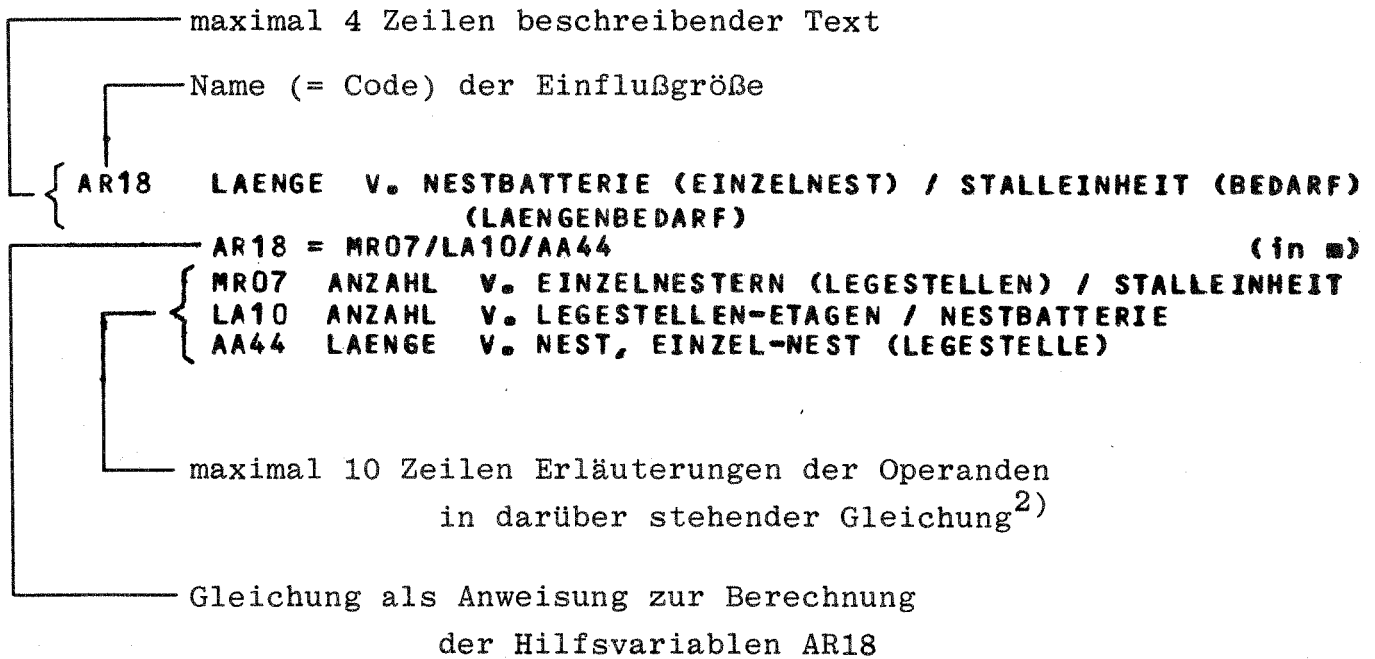 maximal 4 Zeilen beschreibender Text
Name (= Code) der Einflußgröße
AR18 LAENGE V. NESTBATTERIE (EINZELNEST) / STALLEINHEIT (BEDARF)
(LAENGENBEDARF)
AR18 = MR07/LA10/AA44 (in m)
MR07 ANZAHL V. EINZELNESTERN (LEGESTELLEN) / STALLEINHEIT
LA10 ANZAHL V. LEGESTELLEN-ETAGEN / NESTBATTERIE
AA44 LAENGE V. NEST, EINZEL-NEST (LEGESTELLE)
maximal 10 Zeilen Erläuterungen der Operanden
in darüber stehender Gleichung2)
Gleichung als Anweisung zur Berechnung
der Hilfsvariablen AR18